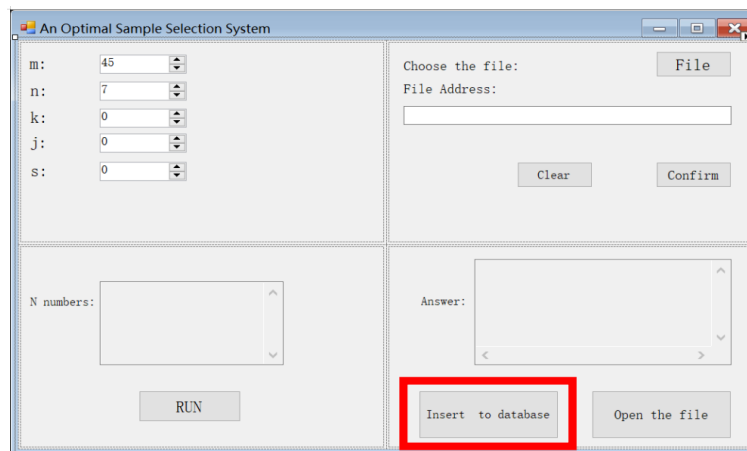 An Optimal Sample Selection System
m: 45
n: 7
k: 0
j: 0
s: 0
Choose the file: File
File Address:
Clear Confirm
N numbers:
RUN
Answer:
Insert to database Open the file